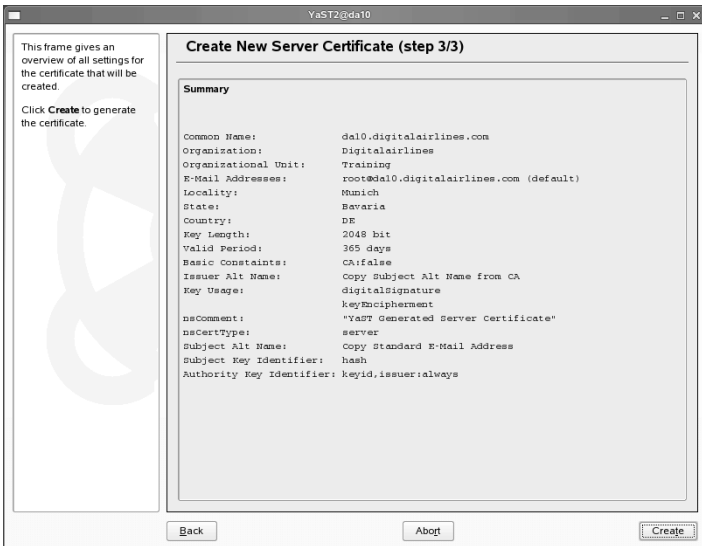 YaST2@da10
This frame gives an
overview of all settings for
the certificate that will be
created.
Click Create to generate
the certificate.
Create New Server Certificate (step 3/3)
Summary
Common Name: da10.digitalairlines.com
Organization: Digitalairlines
Organizational Unit: Training
E-Mail Addresses: root@da10.digitalairlines.com (default)
Locality: Munich
State: Bavaria
Country: DE
Key Length: 2048 bit
Valid Period: 365 days
Basic Constaints: CA:false
Issuer Alt Name: Copy Subject Alt Name from CA
Key Usage: digitalSignature
keyEncipherment
nsComment: "YaST Generated Server Certificate"
nsCertType: server
Subject Alt Name: Copy Standard E-Mail Address
Subject Key Identifier: hash
Authority Key Identifier: keyid,issuer:always
Back
Abort
Create